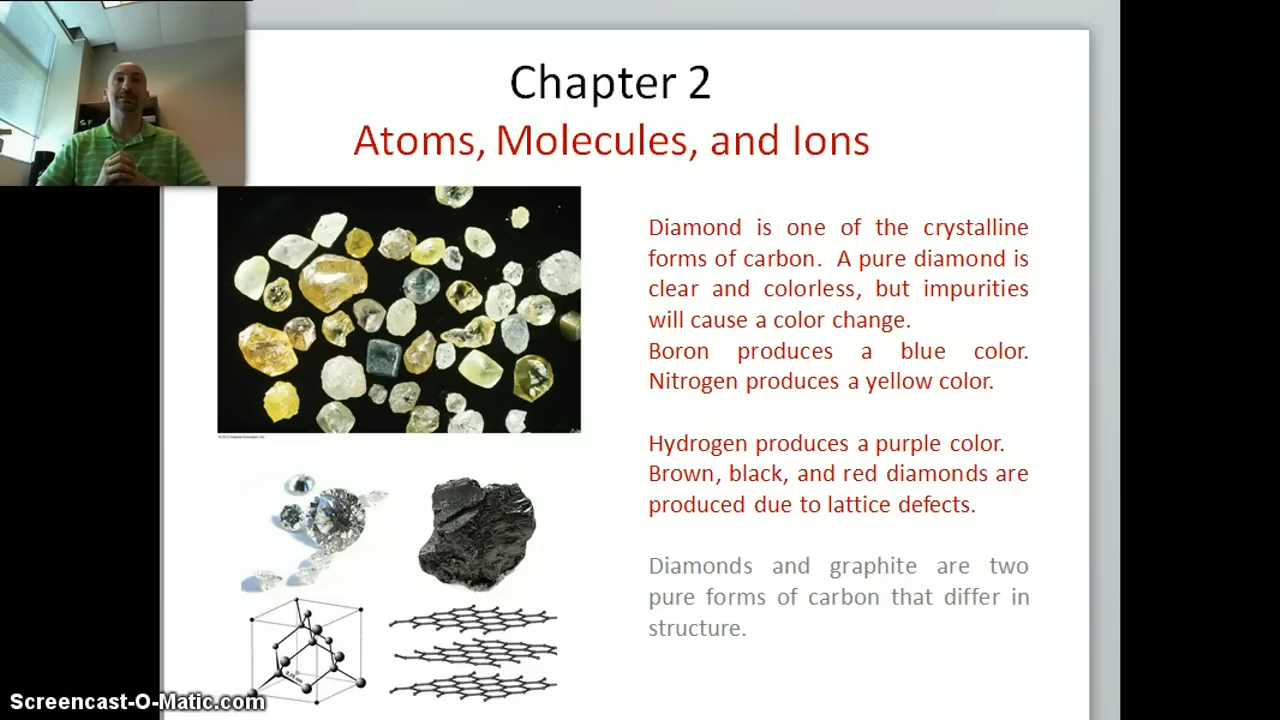 Chapter 2
Atoms, Molecules, and Ions
Diamond is one of the crystalline
forms of carbon. A pure diamond is
clear and colorless, but impurities
will cause a color change.
Boron produces a blue color.
Nitrogen produces a yellow color.
Hydrogen produces a purple color.
Brown, black, and red diamonds are
produced due to lattice defects.
Diamonds and graphite are two
pure forms of carbon that differ in
structure.
Screencast-O-Matic.com